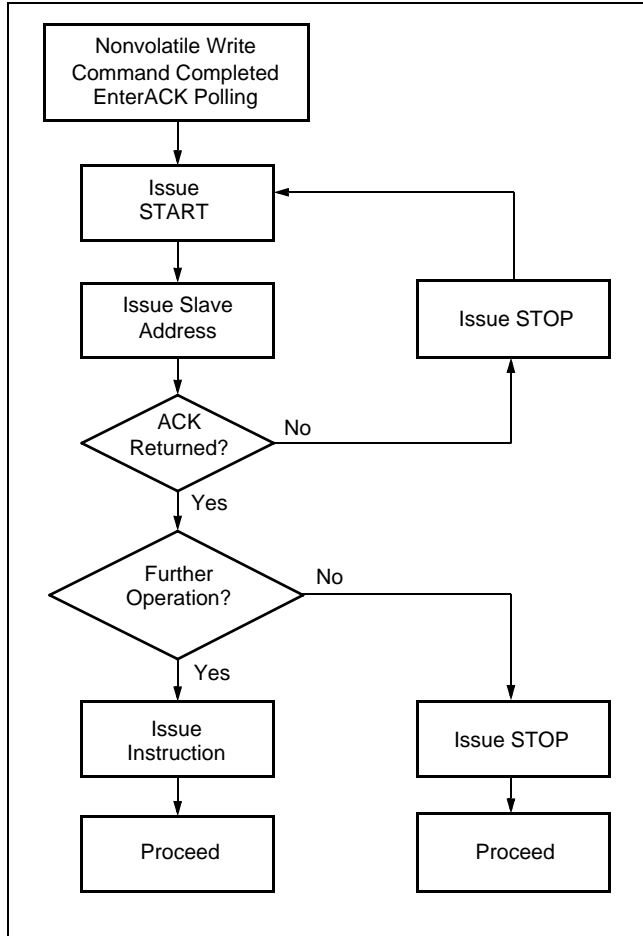 Nonvolatile Write
Command Completed
EnterACK Polling
Issue
START
Issue Slave
Address
Issue STOP
ACK
Returned?
No
Yes
Further
Operation?
No
Yes
Issue
Instruction
Issue STOP
Proceed
Proceed